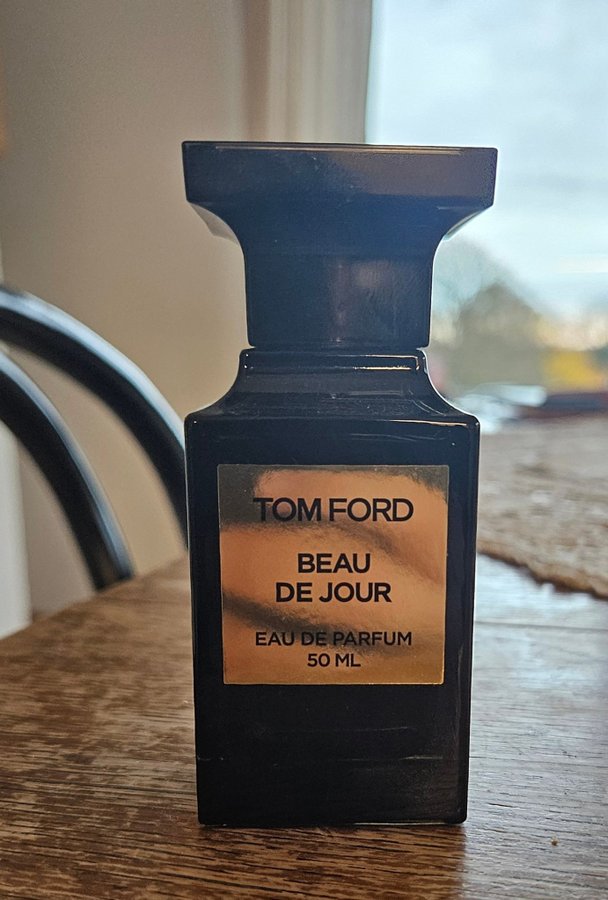 TOM FORD
BEAU
DE JOUR
EAU DE PARFUM
50 ML